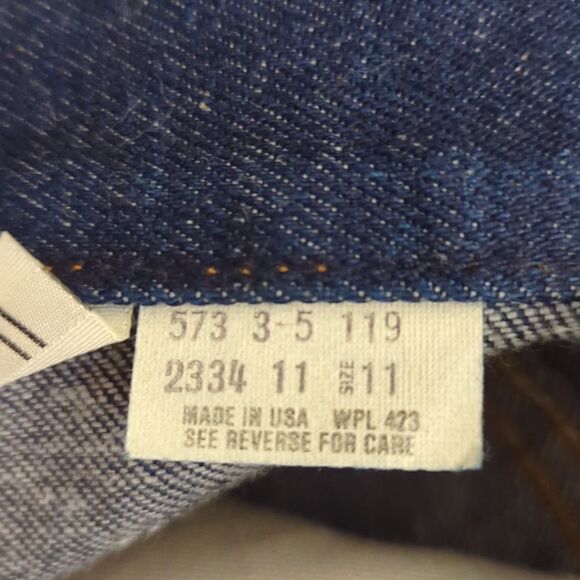 573 3-5 119
2334 11 SIZE 11
MADE IN USA WPL 423
SEE REVERSE FOR CARE